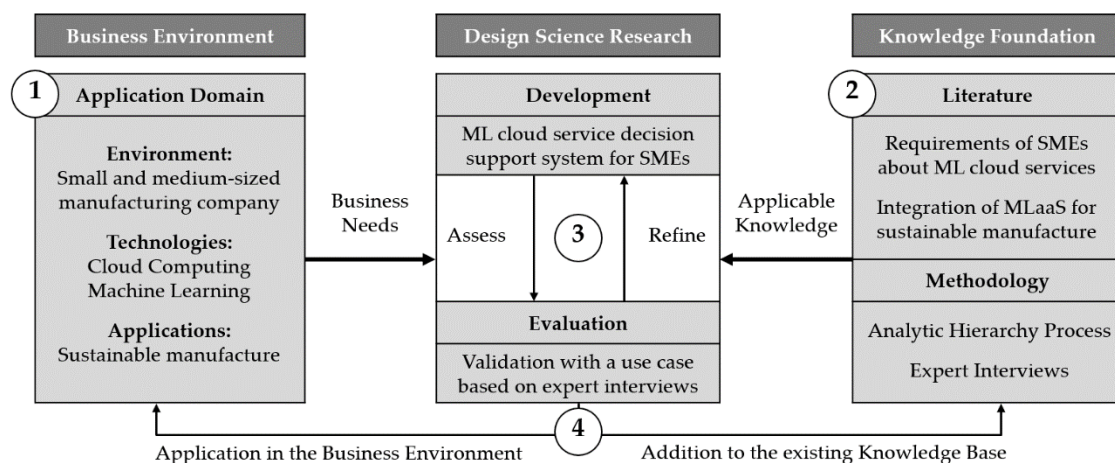 Business Environment
Design Science Research
Knowledge Foundation
1
Application Domain
Environment:
Small and medium-sized
manufacturing company
Technologies:
Cloud Computing
Machine Learning
Applications:
Sustainable manufacture
Business
Needs
Development
ML cloud service decision
support system for SMEs
Assess
3
Refine
Evaluation
Validation with a use case
based on expert interviews
Applicable
Knowledge
2
Literature
Requirements of SMEs
about ML cloud services
Integration of MLaaS for
sustainable manufacture
Methodology
Analytic Hierarchy Process
Expert Interviews
4
Application in the Business Environment
Addition to the existing Knowledge Base